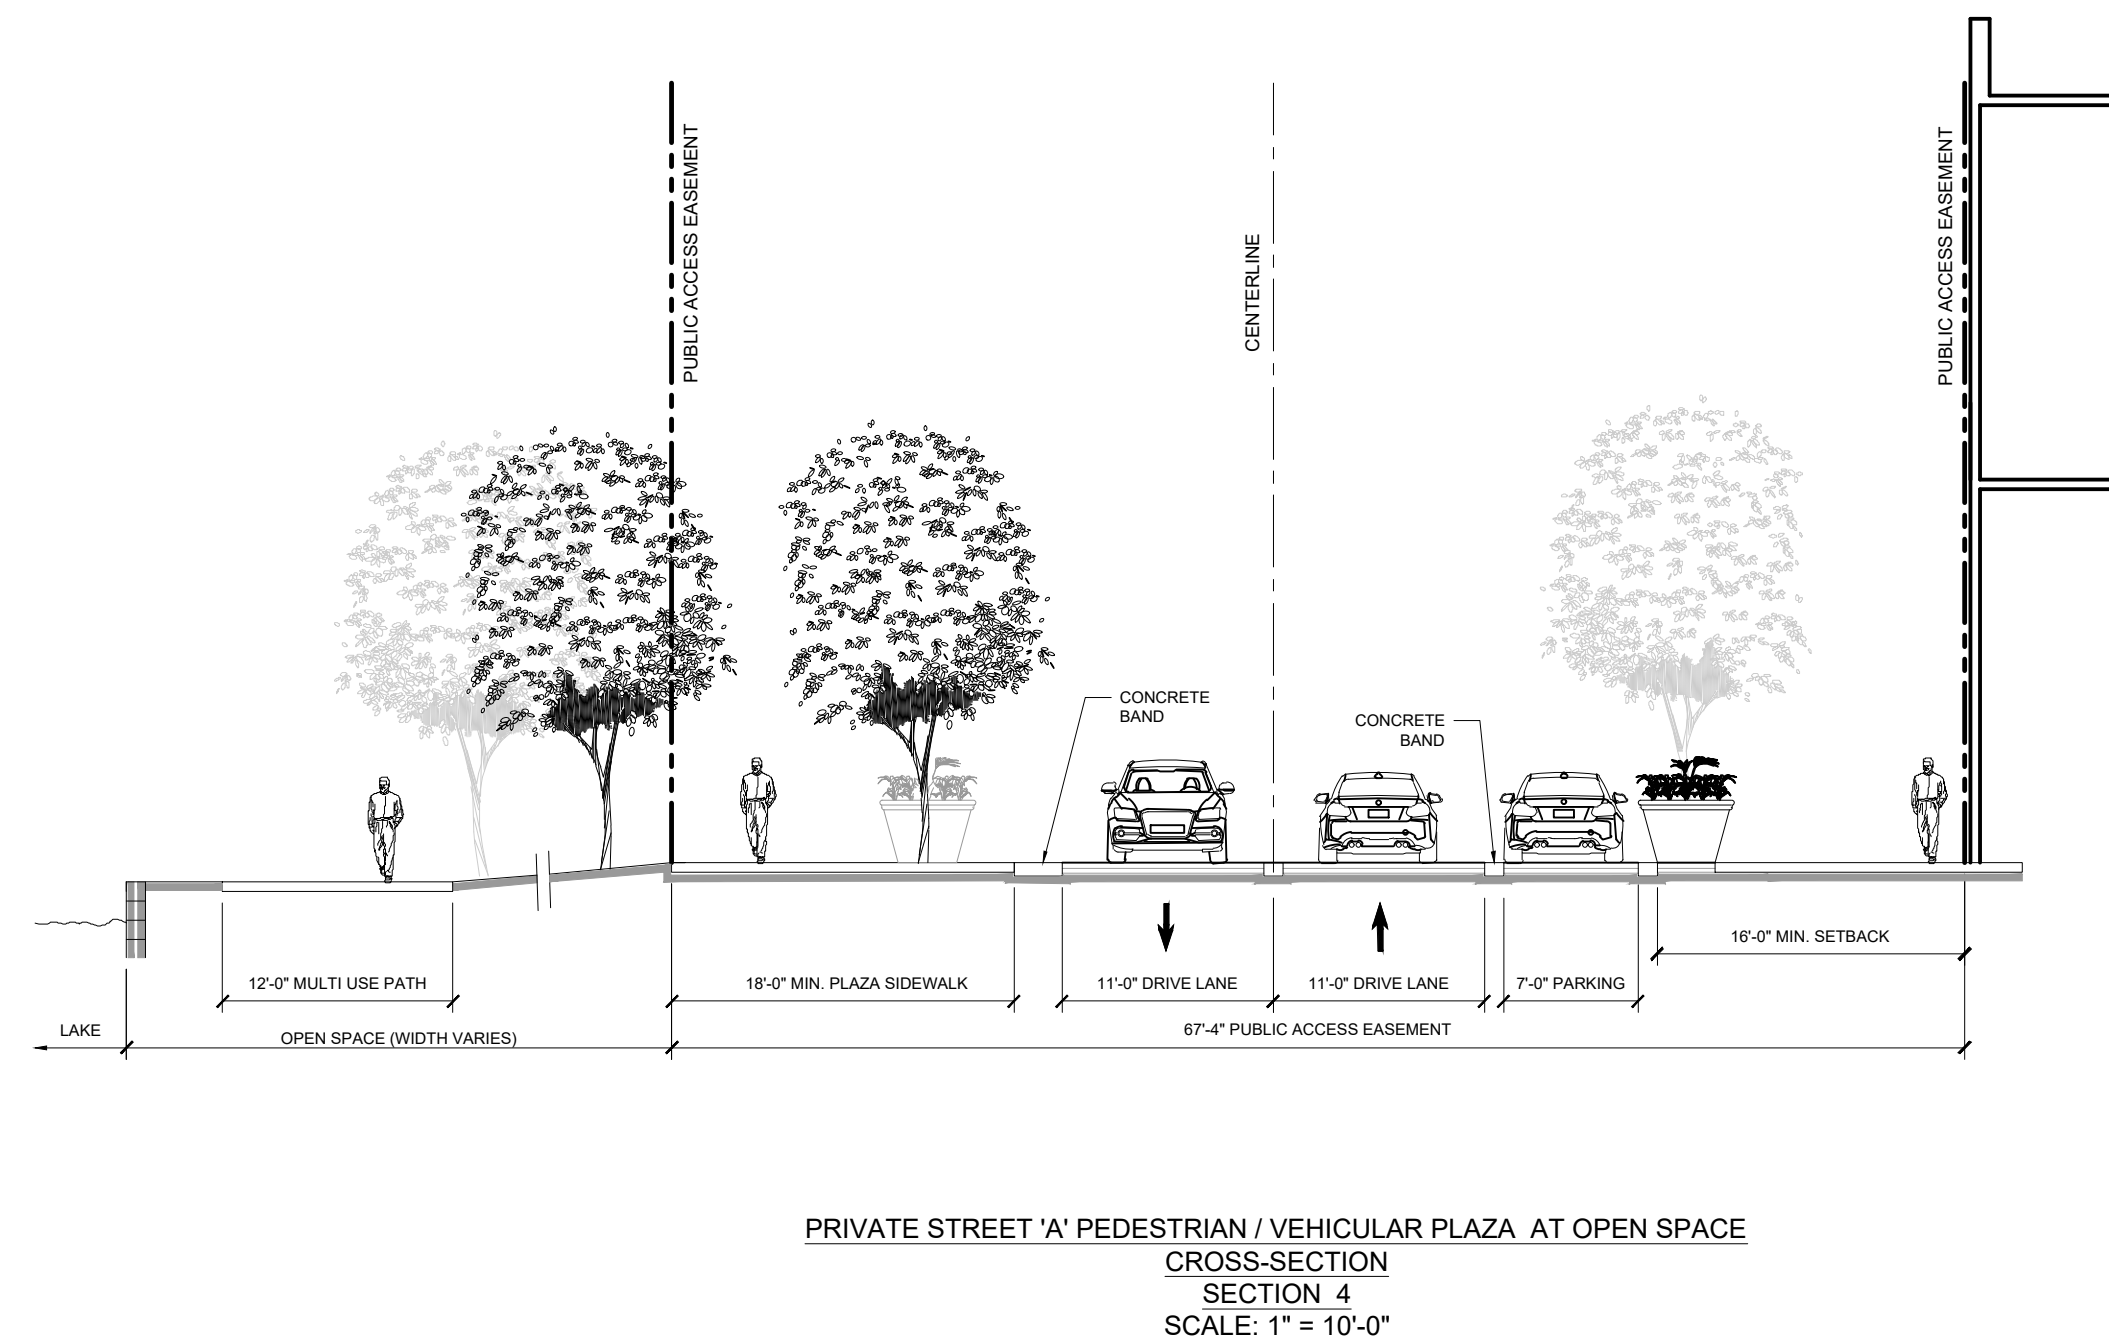 PUBLIC ACCESS EASEMENT
CENTERLINE
PUBLIC ACCESS EASEMENT
CONCRETE
BAND
CONCRETE
BAND
16'-0" MIN. SETBACK
12'-0" MULTI USE PATH
18'-0" MIN. PLAZA SIDEWALK
11'-0" DRIVE LANE
11'-0" DRIVE LANE
7'-0" PARKING
LAKE
OPEN SPACE (WIDTH VARIES)
67'-4" PUBLIC ACCESS EASEMENT
PRIVATE STREET 'A' PEDESTRIAN / VEHICULAR PLAZA AT OPEN SPACE
CROSS-SECTION
SECTION 4
SCALE: 1" = 10'-0"